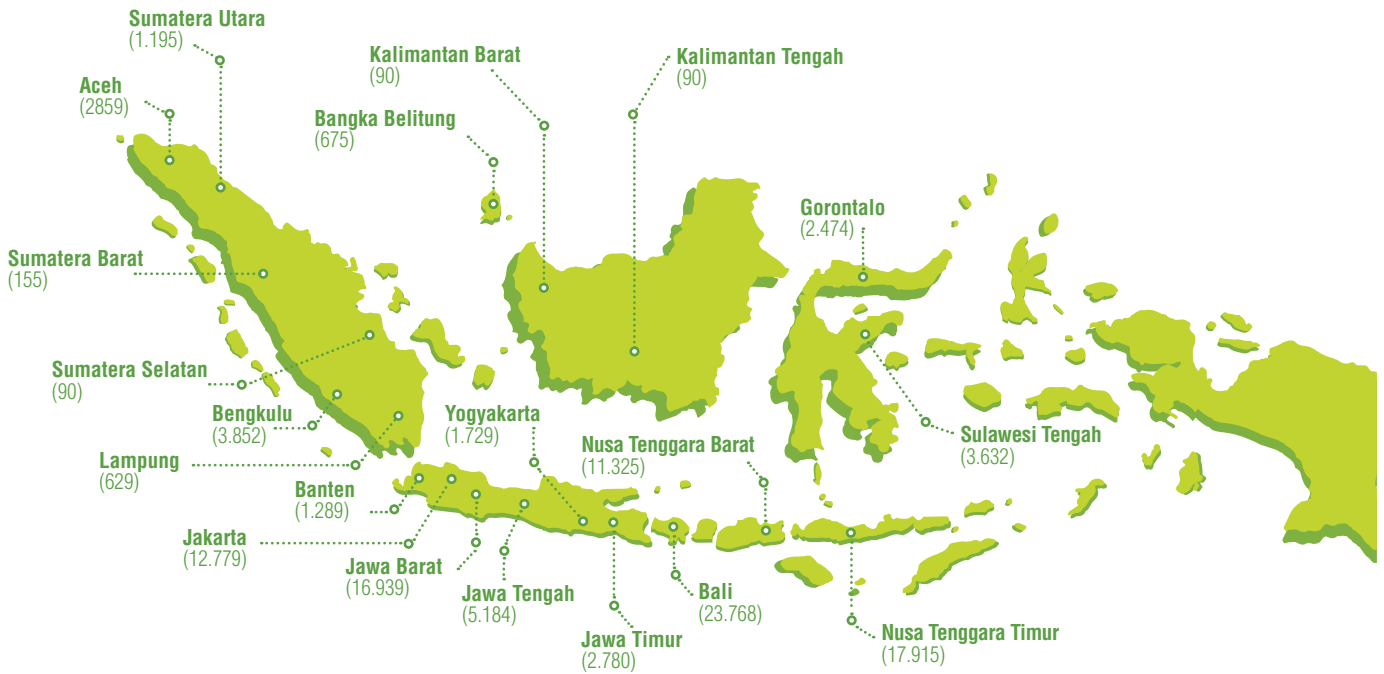 Sumatera Utara
(1.195)
Aceh
(2859)
Kalimantan Barat
(90)
Kalimantan Tengah
(90)
Bangka Belitung
(675)
Gorontalo
(2.474)
Sumatera Barat
(155)
Sumatera Selatan
(90)
Bengkulu
(3.852)
Yogyakarta
(1.729)
Nusa Tenggara Barat
(11.325)
Sulawesi Tengah
(3.632)
Lampung
(629)
Banten
(1.289)
Jakarta
(12.779)
Jawa Barat
(16.939)
Jawa Tengah
(5.184)
Bali
(23.768)
Jawa Timur
(2.780)
Nusa Tenggara Timur
(17.915)